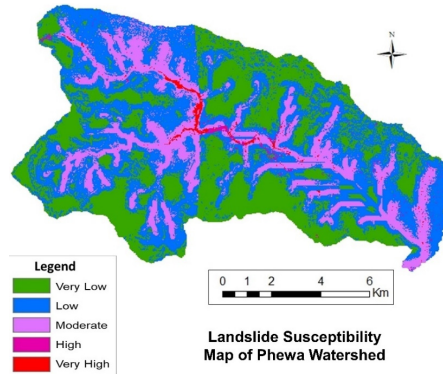 N
Legend
Very Low
Low
Moderate
High
Very High
0 1 2 4 6
Km
Landslide Susceptibility
Map of Phewa Watershed